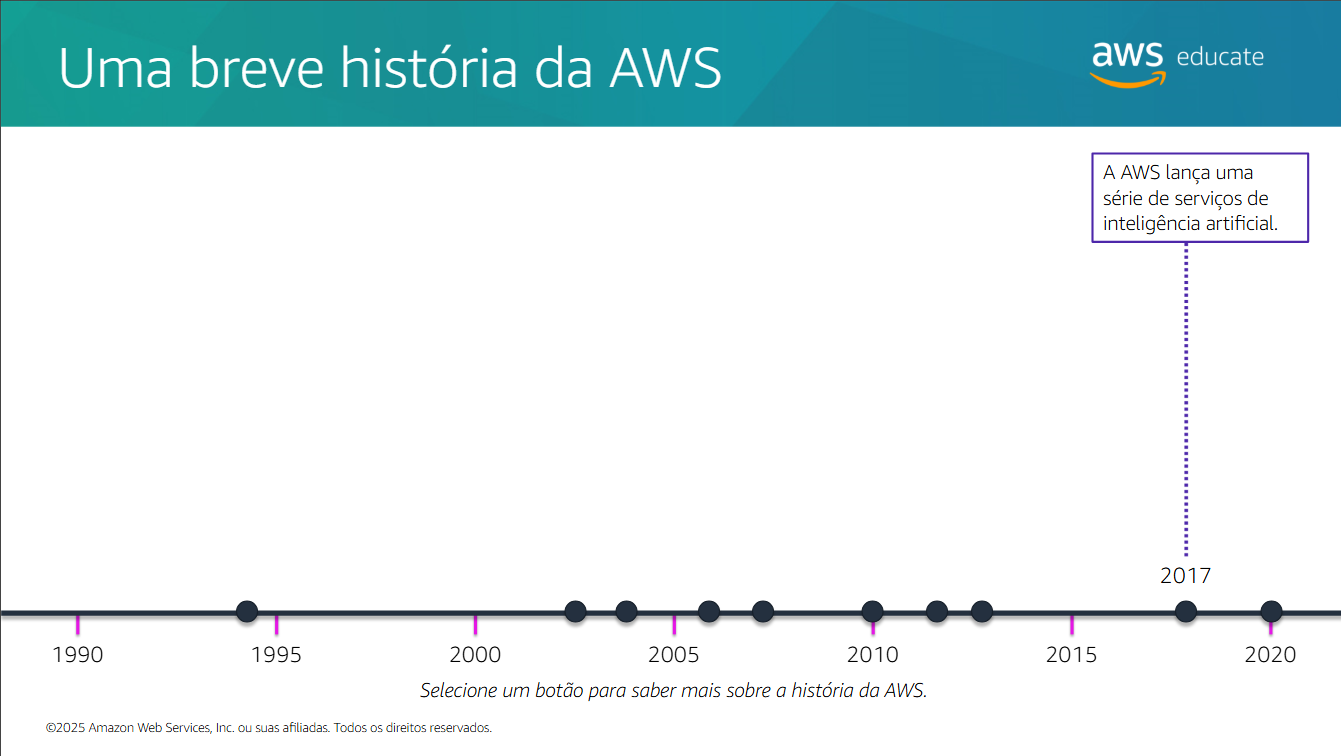 Uma breve história da AWS
aws educate
A AWS lança uma
série de serviços de
inteligência artificial.
2017
1990 1995 2000 2005 2010 2015 2020
Selecione um botão para saber mais sobre a história da AWS.
©2025 Amazon Web Services, Inc. ou suas afiliadas. Todos os direitos reservados.